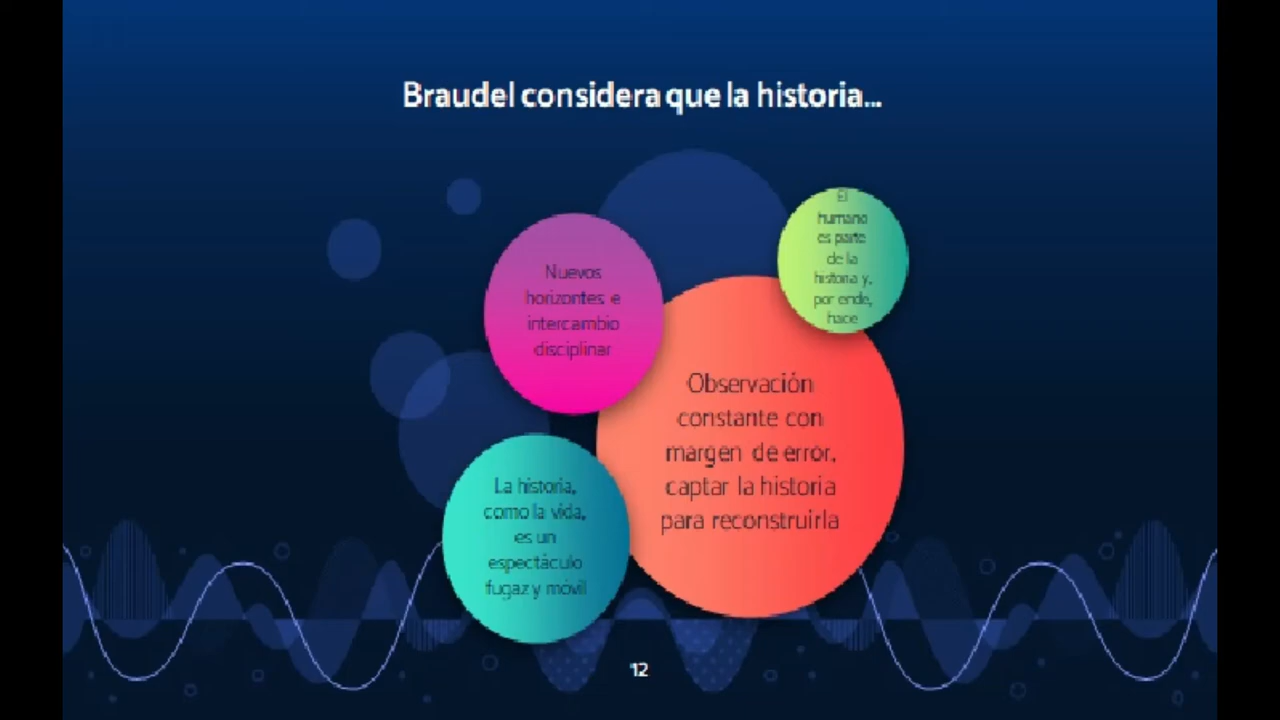 Braudel considera que la historia...
El
humano
es parte
de la
historia y,
por ende,
hace
Nuevos
horizontes e
intercambio
disciplinar
Observación
constante con
margen de error,
captar la historia
para reconstruirla
La historia,
como la vida,
es un
espectáculo
fugaz y móvil
12